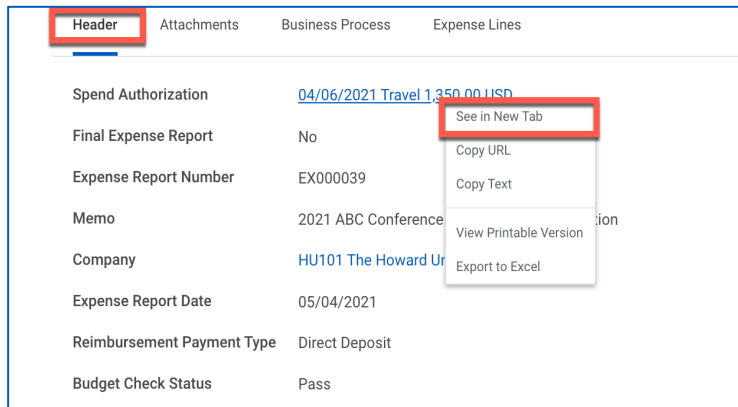 Header Attachments Business Process Expense Lines
Spend Authorization 04/06/2021 Travel 1,350.00 USD
See in New Tab
Final Expense Report No
Copy URL
Expense Report Number EX000039
Copy Text
Memo 2021 ABC Conference tion
View Printable Version
Company HU101 The Howard Un
Export to Excel
Expense Report Date 05/04/2021
Reimbursement Payment Type Direct Deposit
Budget Check Status Pass